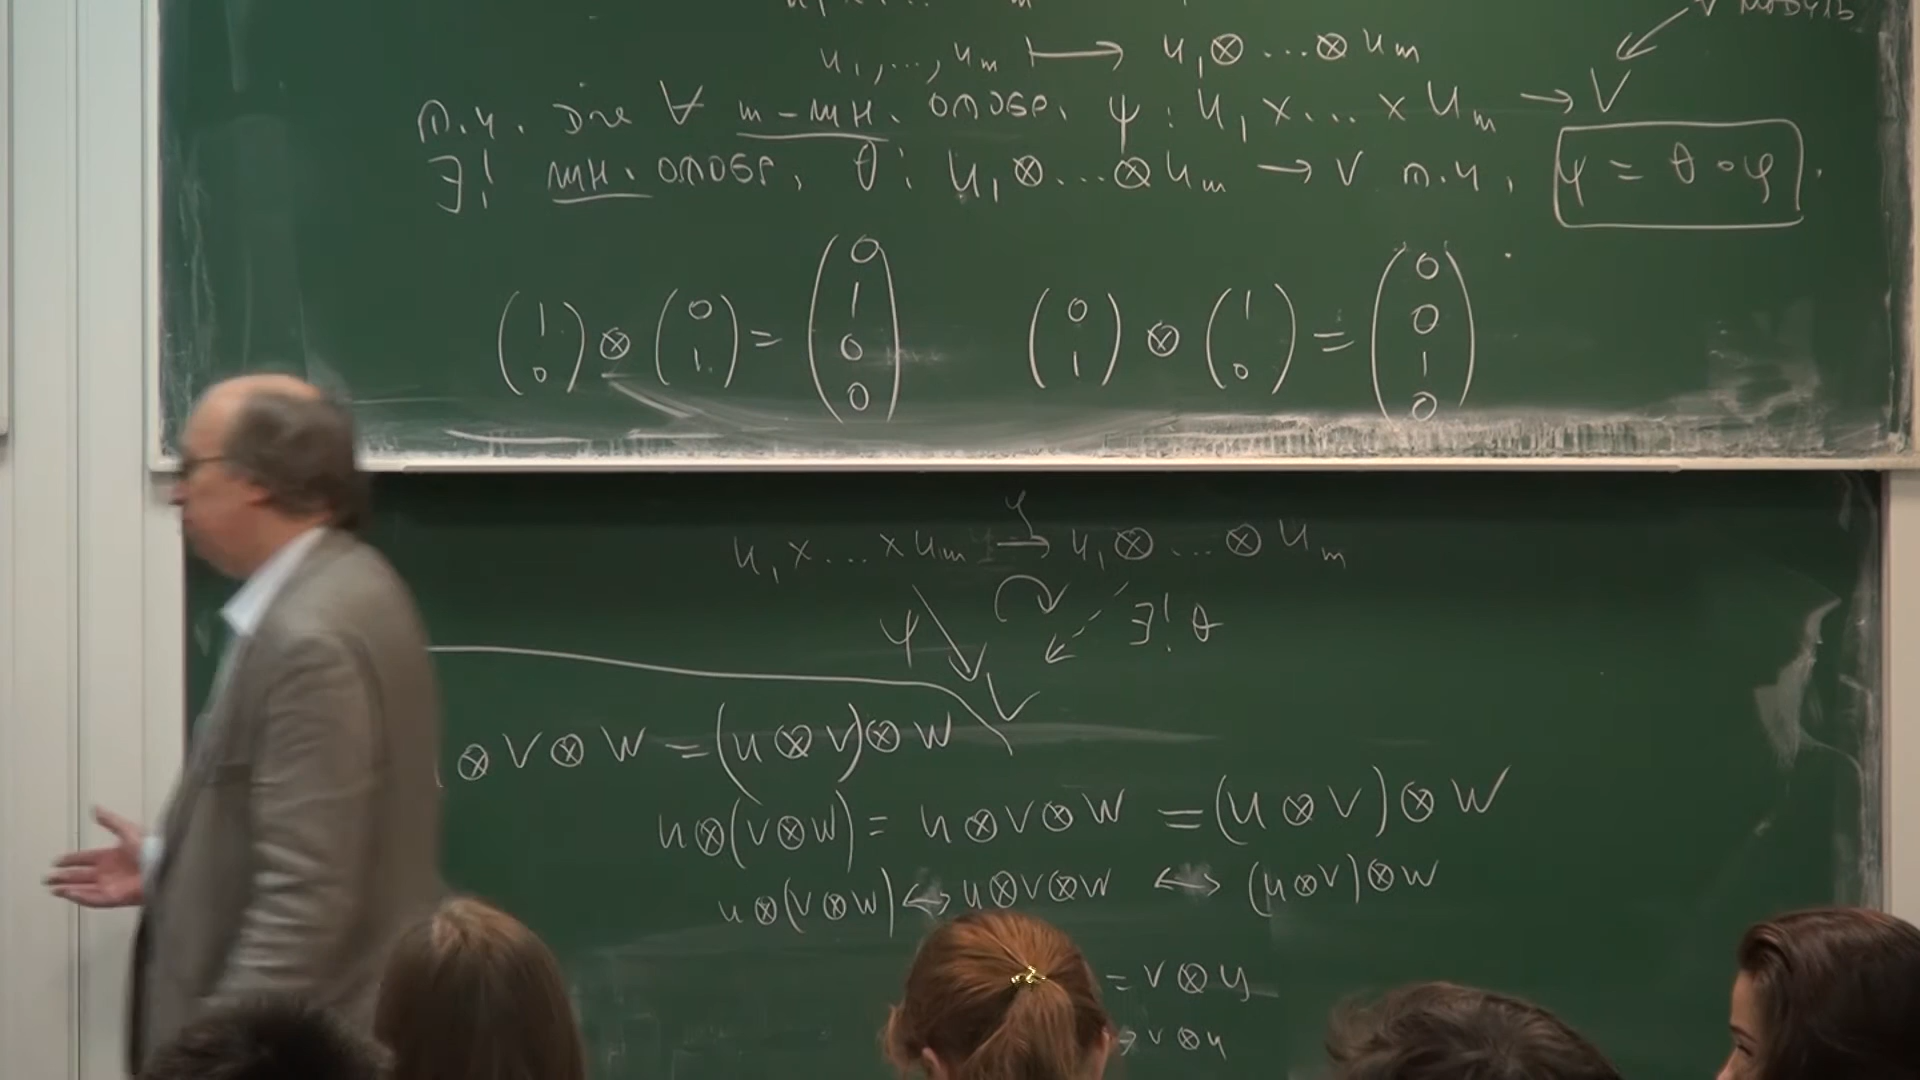 V модуль
u₁,...,uₘ ⟼ u₁⊗...⊗uₘ
т.ч. для ∀ m-лин. отобр. ψ : U₁ × ... × Uₘ → V
∃! лин. отобр. θ : U₁⊗...⊗Uₘ → V т.ч. ψ = θ∘φ.
(1 0) ⊗ (0 1) = (0 1 0 0) (0 1) ⊗ (1 0) = (0 0 1 0)
U₁ × ... × Uₘ φ→ U₁⊗...⊗Uₘ
ψ ∃! θ
V
⊗ V ⊗ W = (U ⊗ V) ⊗ W
U⊗(V⊗W) = U⊗V⊗W = (U⊗V)⊗W
u⊗(v⊗w) ↔ u⊗v⊗w ↔ (u⊗v)⊗w
= V⊗U
→ v⊗u